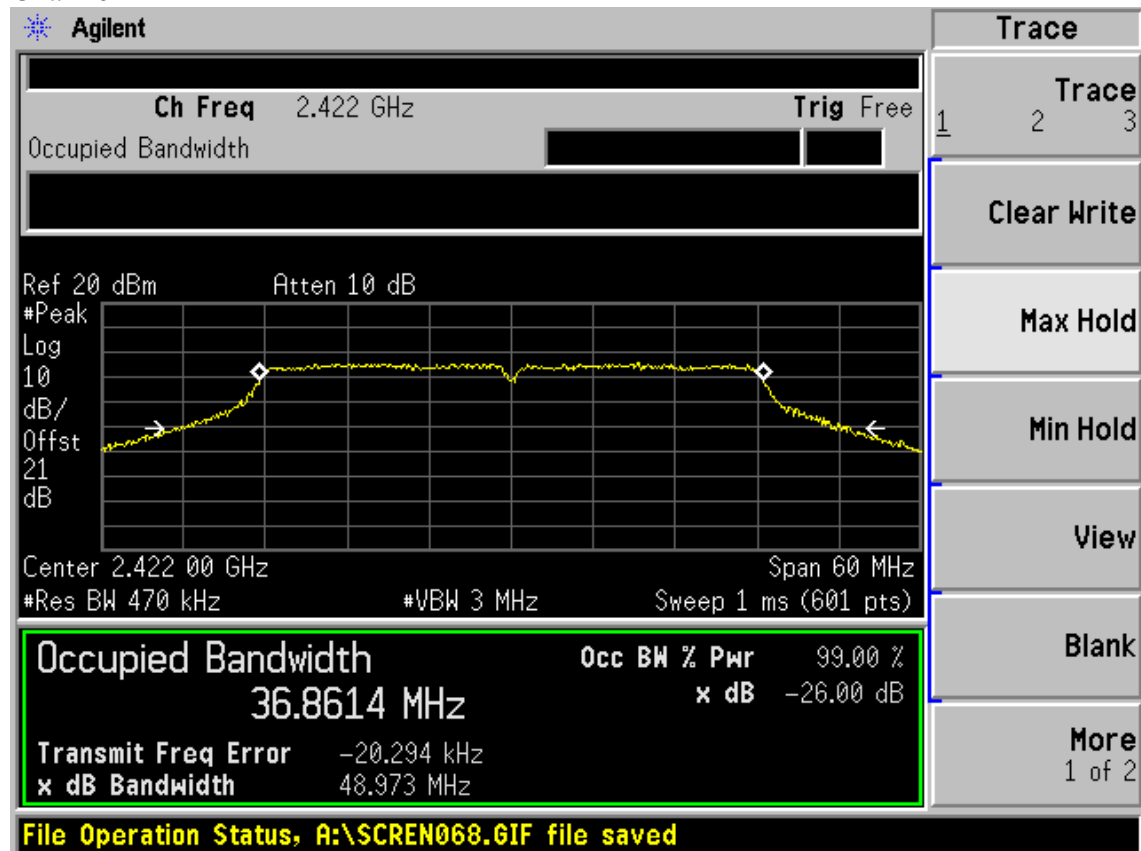 Agilent
Trace
Ch Freq 2.422 GHz Trig Free
Occupied Bandwidth
Trace
1 2 3
Clear Write
Max Hold
Min Hold
View
Blank
More
1 of 2
Ref 20 dBm Atten 10 dB
#Peak
Log
10
dB/
Offst
21
dB
Center 2.422 00 GHz Span 60 MHz
#Res BW 470 kHz #VBW 3 MHz Sweep 1 ms (601 pts)
Occupied Bandwidth Occ BW % Pwr 99.00 %
36.8614 MHz x dB -26.00 dB
Transmit Freq Error -20.294 kHz
x dB Bandwidth 48.973 MHz
File Operation Status, A:\SCREN068.GIF file saved